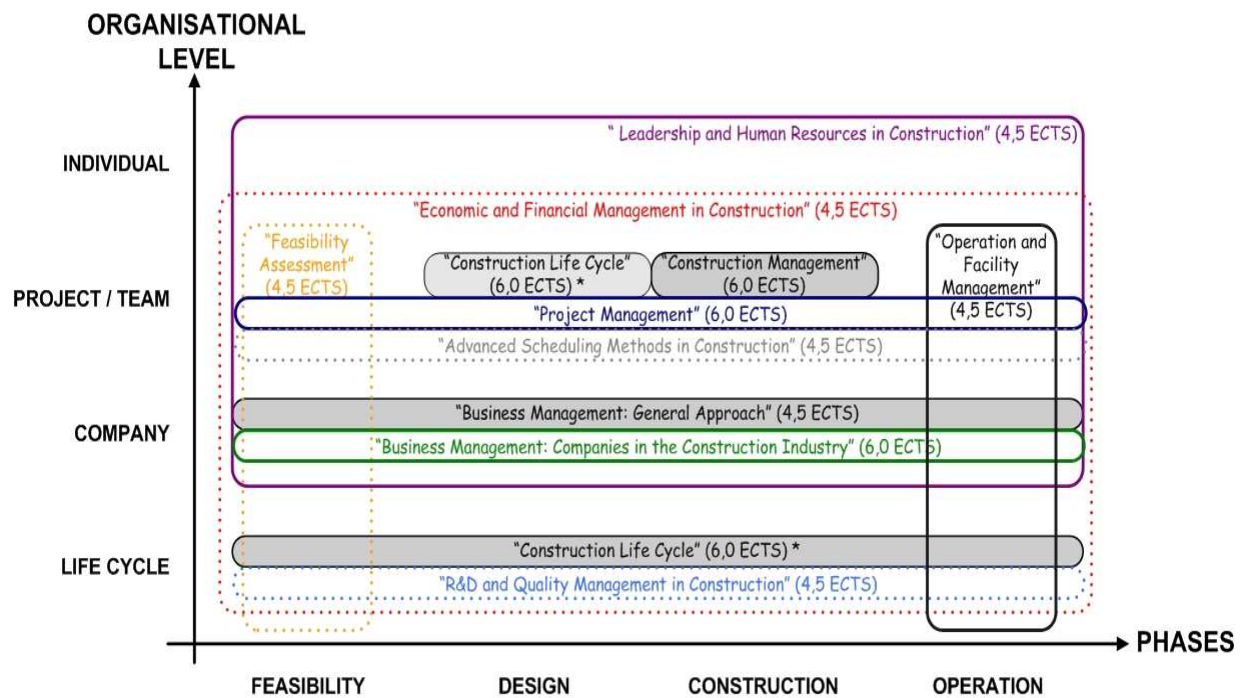 ORGANISATIONAL
LEVEL
INDIVIDUAL
“ Leadership and Human Resources in Construction” (4,5 ECTS)
“Economic and Financial Management in Construction” (4,5 ECTS)
“Feasibility
Assessment”
(4,5 ECTS)
“Construction Life Cycle”
(6,0 ECTS) *
“Construction Management”
(6,0 ECTS)
“Operation and
Facility
Management”
(4,5 ECTS)
PROJECT / TEAM
“Project Management” (6,0 ECTS)
“Advanced Scheduling Methods in Construction” (4,5 ECTS)
“Business Management: General Approach” (4,5 ECTS)
COMPANY
“Business Management: Companies in the Construction Industry” (6,0 ECTS)
“Construction Life Cycle” (6,0 ECTS) *
LIFE CYCLE
“R&D and Quality Management in Construction” (4,5 ECTS)
PHASES
FEASIBILITY
DESIGN
CONSTRUCTION
OPERATION